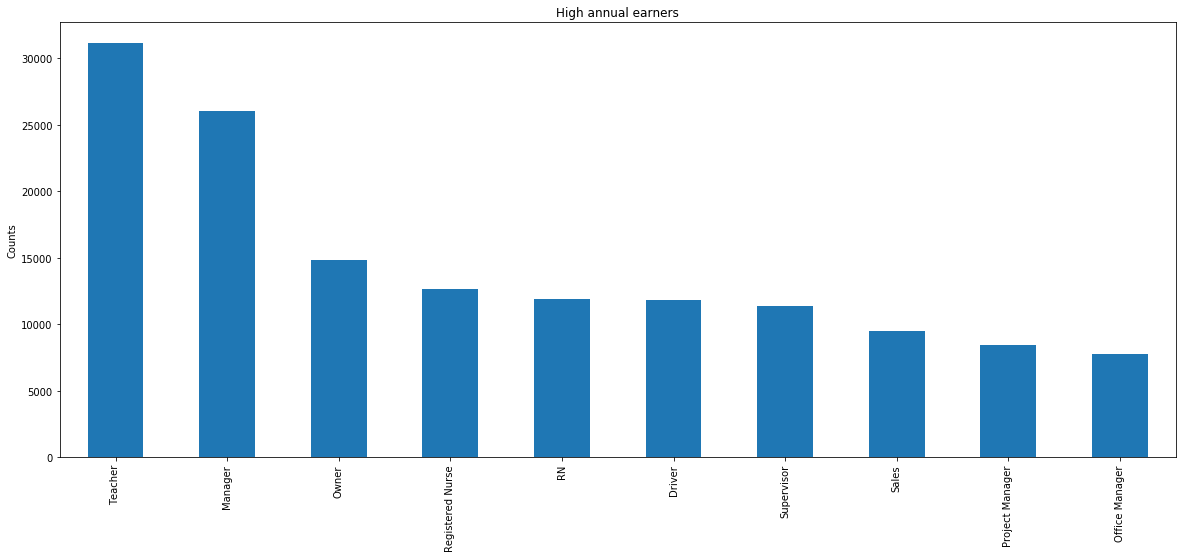 High annual earners
Counts
30000
25000
20000
15000
10000
5000
0
Teacher
Manager
Owner
Registered Nurse
RN
Driver
Supervisor
Sales
Project Manager
Office Manager